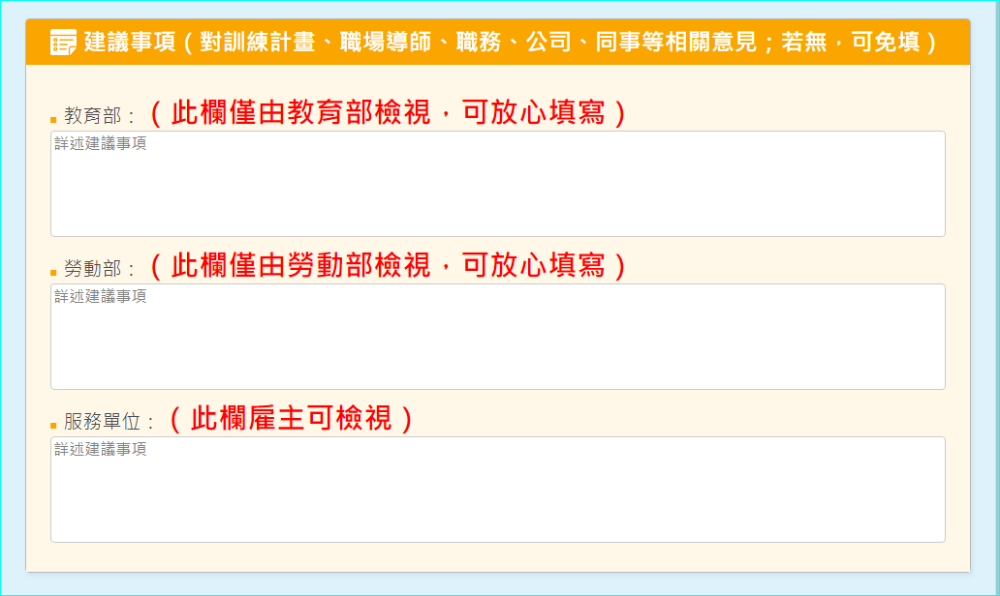 建議事項(對訓練計畫、職場導師、職務、公司、同事等相關意見;若無,可免填)
教育部:(此欄僅由教育部檢視,可放心填寫)
詳述建議事項
勞動部:(此欄僅由勞動部檢視,可放心填寫)
詳述建議事項
服務單位:(此欄雇主可檢視)
詳述建議事項